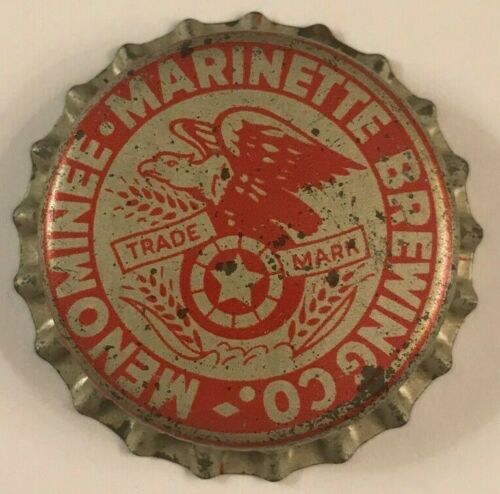 MENOMINEE · MARINETTE BREWING CO.
TRADE MARK